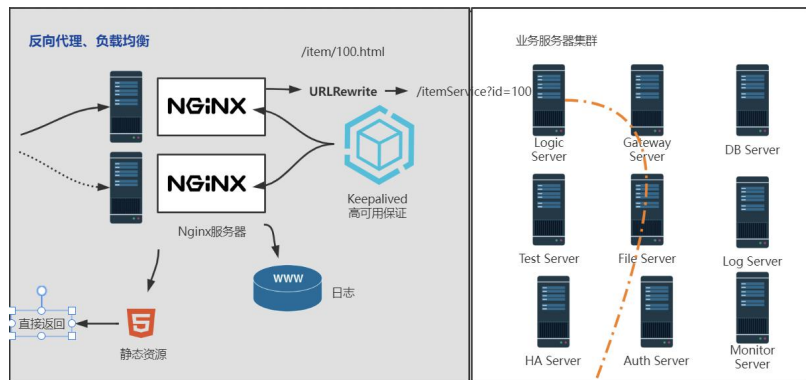 反向代理、负载均衡
/item/100.html
URLRewrite
/itemService?id=100
NGINX
NGINX
Keepalived
高可用保证
Nginx服务器
WWW
日志
直接返回
5
静态资源
业务服务器集群
Logic
Server
Gateway
Server
DB Server
Test Server
File Server
Log Server
HA Server
Auth Server
Monitor
Server